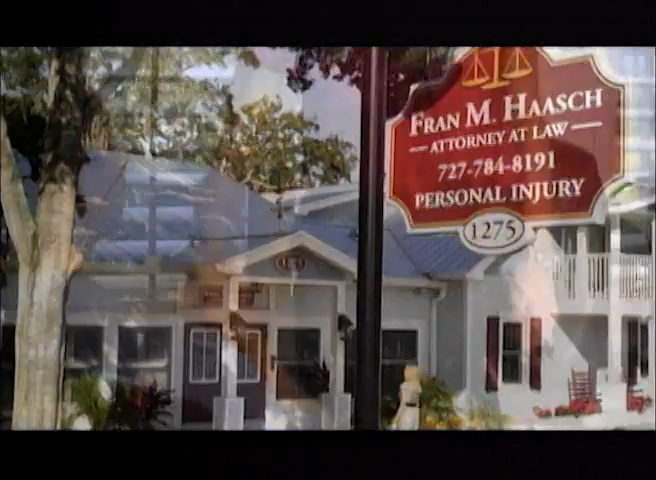 FRAN M. HAASCH
ATTORNEY AT LAW
727-784-8191
PERSONAL INJURY
1275